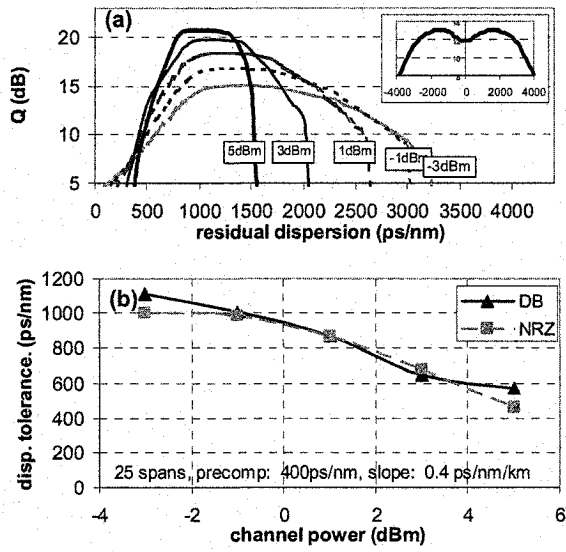 (a)
Q (dB)
20
15
10
5
5dBm
3dBm
1dBm
-1dBm
-3dBm
0 500 1000 1500 2000 2500 3000 3500 4000
residual dispersion (ps/nm)
-4000 -2000 0 2000 4000
(b)
disp. tolerance. (ps/nm)
1200
1000
800
600
400
200
0
DB
NRZ
25 spans, precomp: 400ps/nm, slope: 0.4 ps/nm/km
-4 -2 0 2 4 6
channel power (dBm)